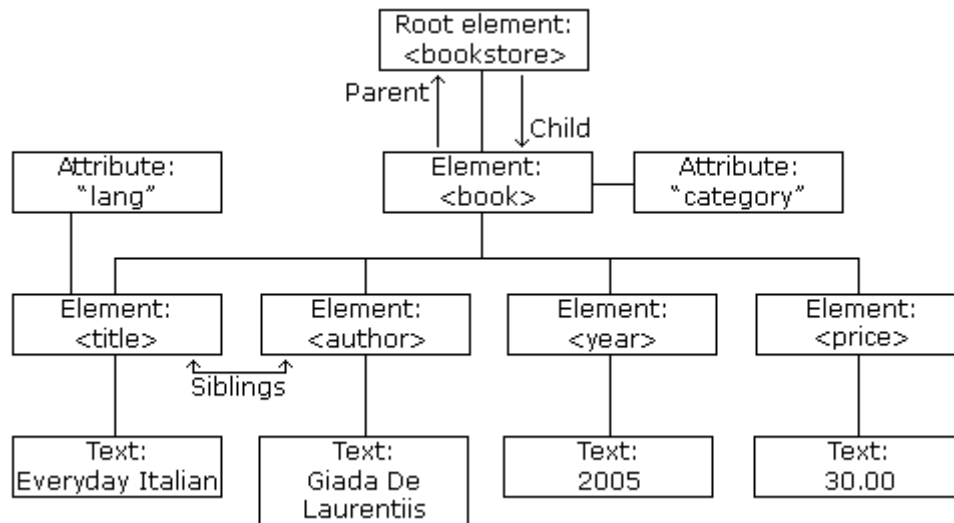 Root element:
<bookstore>
Parent
Child
Attribute:
“lang”
Element:
<book>
Attribute:
“category”
Element:
<title>
Element:
<author>
Element:
<year>
Element:
<price>
Siblings
Text:
Everyday Italian
Text:
Giada De
Laurentiis
Text:
2005
Text:
30.00